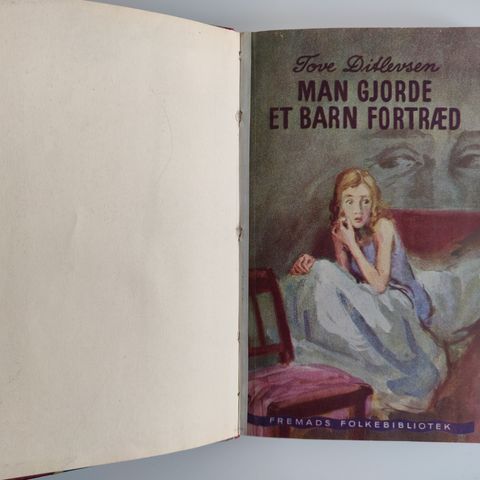 Tove Ditlevsen
MAN GJORDE
ET BARN FORTRÆD
FREMADS FOLKEBIBLIOTEK